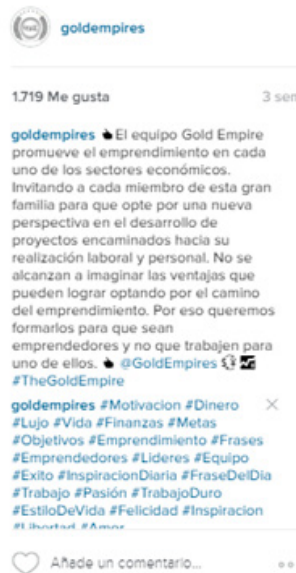 goldempires
1.719 Me gusta 3 sem
goldempires El equipo Gold Empire
promueve el emprendimiento en cada
uno de los sectores económicos.
Invitando a cada miembro de esta gran
familia para que opte por una nueva
perspectiva en el desarrollo de
proyectos encaminados hacia su
realización laboral y personal. No se
alcanzan a imaginar las ventajas que
pueden lograr optando por el camino
del emprendimiento. Por eso queremos
formarlos para que sean
emprendedores y no que trabajen para
uno de ellos. @GoldEmpires
#TheGoldEmpire
goldempires #Motivacion #Dinero
#Lujo #Vida #Finanzas #Metas
#Objetivos #Emprendimiento #Frases
#Emprendedores #Lideres #Equipo
#Exito #InspiracionDiaria #FraseDelDia
#Trabajo #Pasión #TrabajoDuro
#EstiloDeVida #Felicidad #Inspiracion
#Libertad #Amor
Añade un comentario...